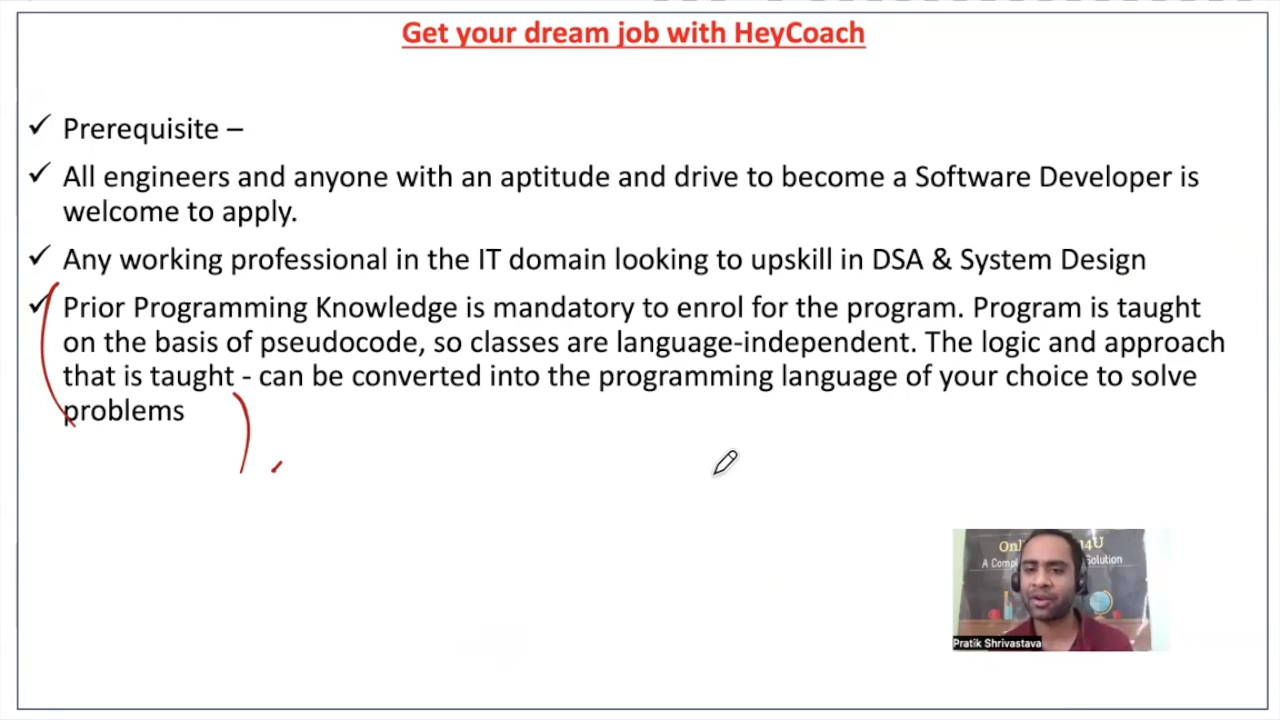 Get your dream job with HeyCoach
✓ Prerequisite –
✓ All engineers and anyone with an aptitude and drive to become a Software Developer is
welcome to apply.
✓ Any working professional in the IT domain looking to upskill in DSA & System Design
✓ Prior Programming Knowledge is mandatory to enrol for the program. Program is taught
on the basis of pseudocode, so classes are language-independent. The logic and approach
that is taught - can be converted into the programming language of your choice to solve
problems
4U
Solution
Pratik Shrivastava